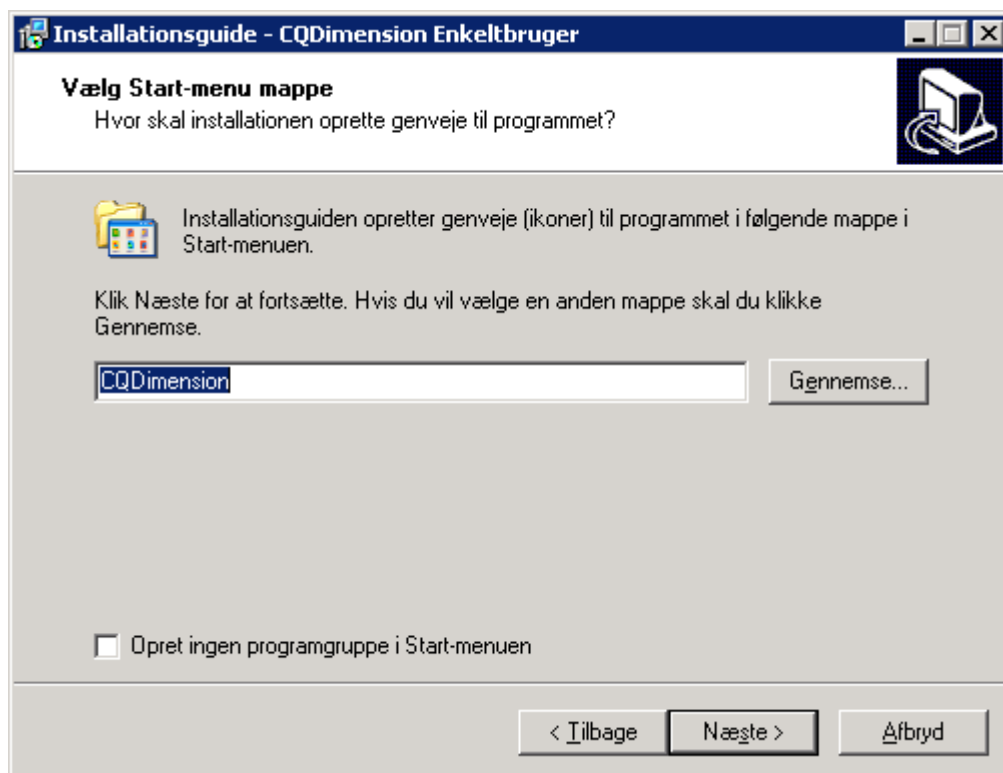 Installationsguide - CQDimension Enkeltbruger
Vælg Start-menu mappe
Hvor skal installationen oprette genveje til programmet?
Installationsguiden opretter genveje (ikoner) til programmet i følgende mappe i
Start-menuen.
Klik Næste for at fortsætte. Hvis du vil vælge en anden mappe skal du klikke
Gennemse.
CQDimension
Gennemse...
Opret ingen programgruppe i Start-menuen
< Tilbage
Næste >
Afbryd